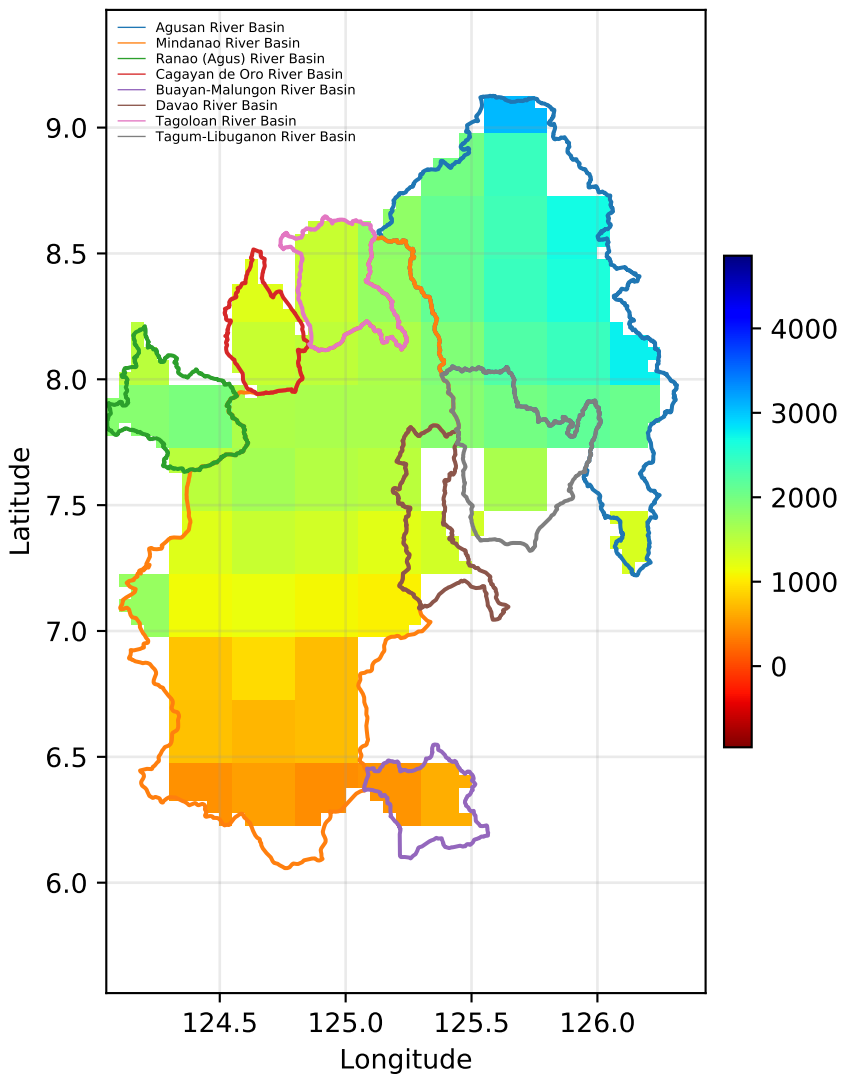 Agusan River Basin
Mindanao River Basin
Ranao (Agus) River Basin
Cagayan de Oro River Basin
Buayan-Malungon River Basin
Davao River Basin
Tagoloan River Basin
Tagum-Libuganon River Basin
9.0
8.5
8.0
7.5
7.0
6.5
6.0
Latitude
124.5 125.0 125.5 126.0
Longitude
4000
3000
2000
1000
0